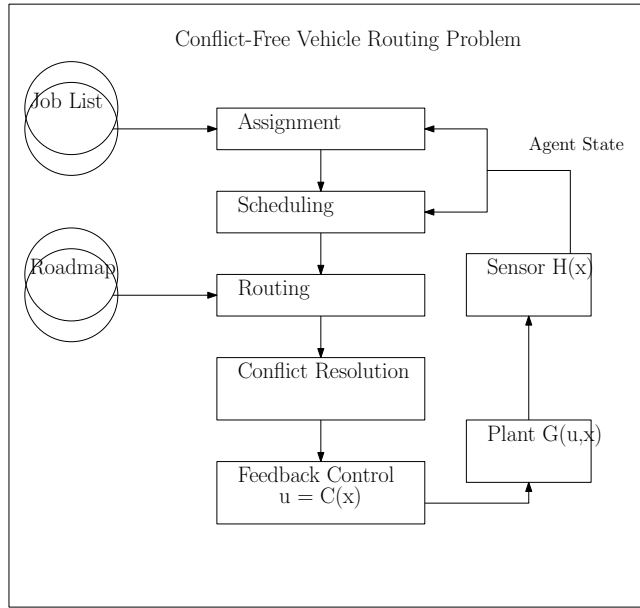 Conflict-Free Vehicle Routing Problem
Job List
Assignment
Agent State
Scheduling
Roadmap
Sensor H(x)
Routing
Conflict Resolution
Plant G(u,x)
Feedback Control
u = C(x)